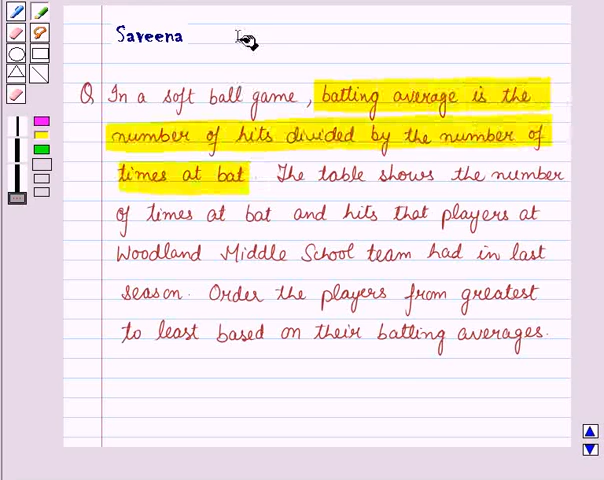 Saveena
Q In a soft ball game, batting average is the
number of hits divided by the number of
times at bat. The table shows the number
of times at bat and hits that players at
Woodland Middle School team had in last
season. Order the players from greatest
to least based on their batting averages.